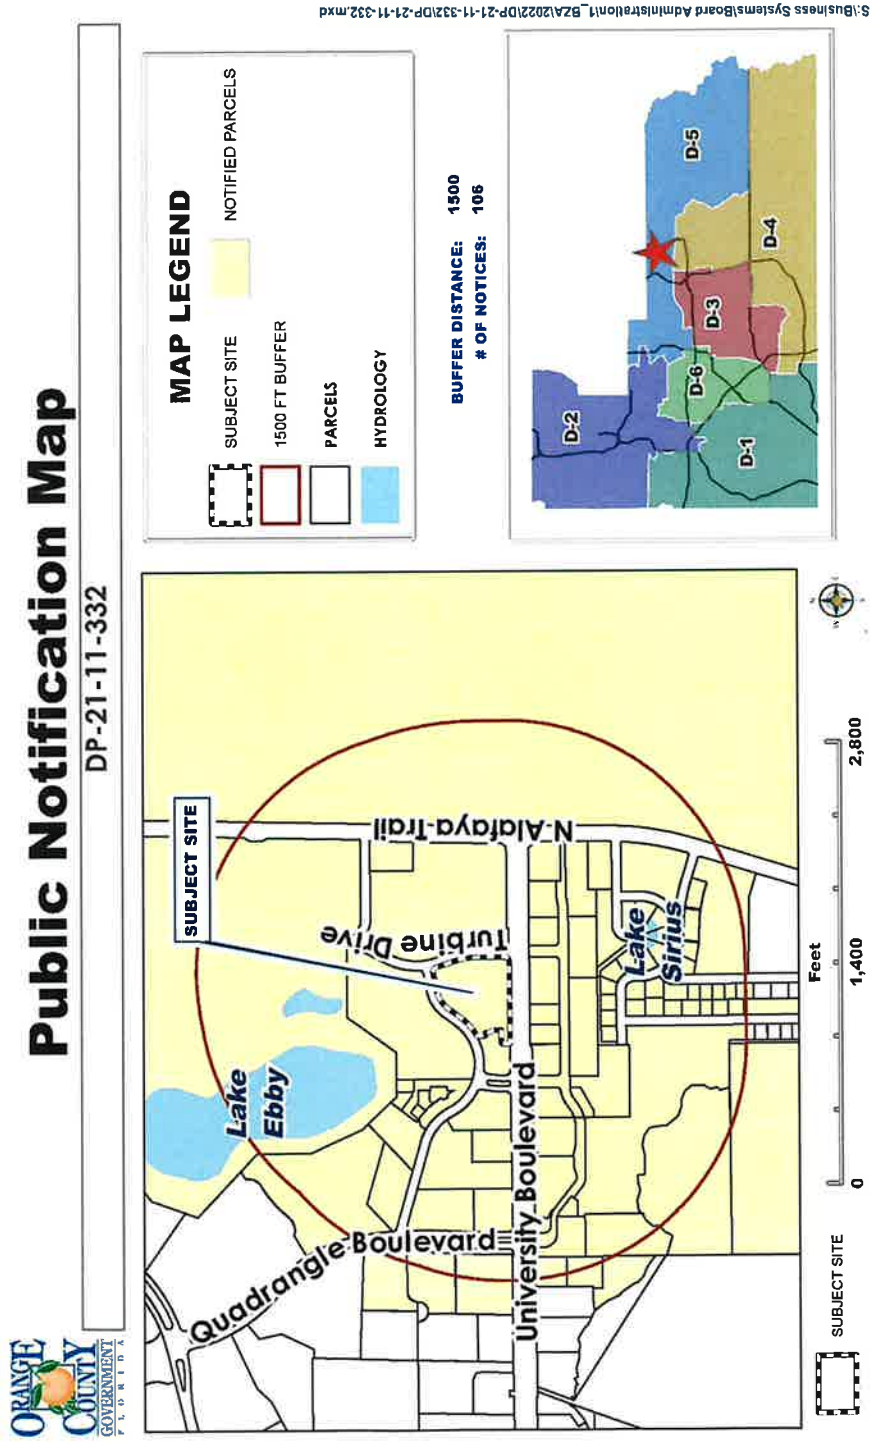 ORANGE
COUNTY
GOVERNMENT
FLORIDA
Public Notification Map
DP-21-11-332
SUBJECT SITE
N Alafaya Trail
Turbine Drive
Lake
Ebby
Lake
Sirius
University Boulevard
Quadrangle Boulevard
MAP LEGEND
SUBJECT SITE
NOTIFIED PARCELS
1500 FT BUFFER
PARCELS
HYDROLOGY
BUFFER DISTANCE: 1500
# OF NOTICES: 106
D-2
D-5
D-3
D-6
D-4
D-1
SUBJECT SITE
Feet
0 1,400 2,800
N
E
S
W
S:\Business Systems\Board Administration\1_BZA\2022\DP-21-11-332\DP-21-11-332.mxd